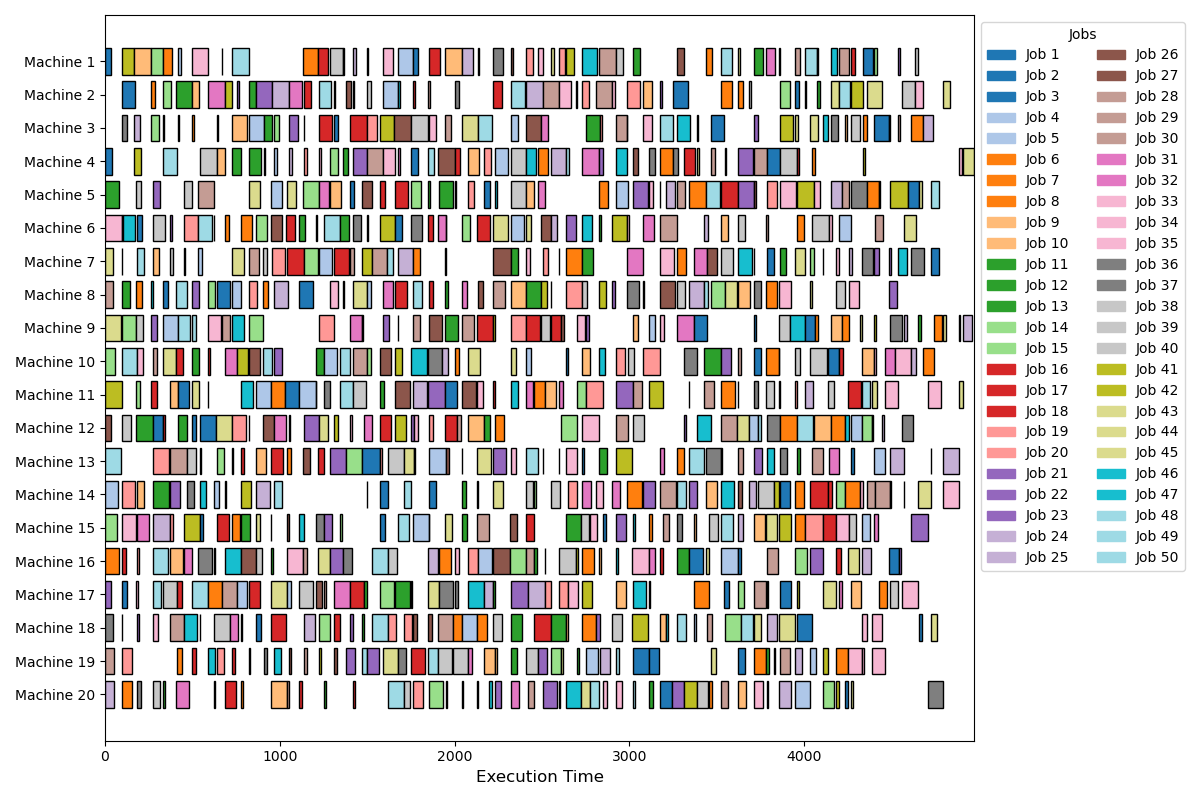 Machine 1
Machine 2
Machine 3
Machine 4
Machine 5
Machine 6
Machine 7
Machine 8
Machine 9
Machine 10
Machine 11
Machine 12
Machine 13
Machine 14
Machine 15
Machine 16
Machine 17
Machine 18
Machine 19
Machine 20
0 1000 2000 3000 4000
Execution Time
Jobs
Job 1 Job 26
Job 2 Job 27
Job 3 Job 28
Job 4 Job 29
Job 5 Job 30
Job 6 Job 31
Job 7 Job 32
Job 8 Job 33
Job 9 Job 34
Job 10 Job 35
Job 11 Job 36
Job 12 Job 37
Job 13 Job 38
Job 14 Job 39
Job 15 Job 40
Job 16 Job 41
Job 17 Job 42
Job 18 Job 43
Job 19 Job 44
Job 20 Job 45
Job 21 Job 46
Job 22 Job 47
Job 23 Job 48
Job 24 Job 49
Job 25 Job 50